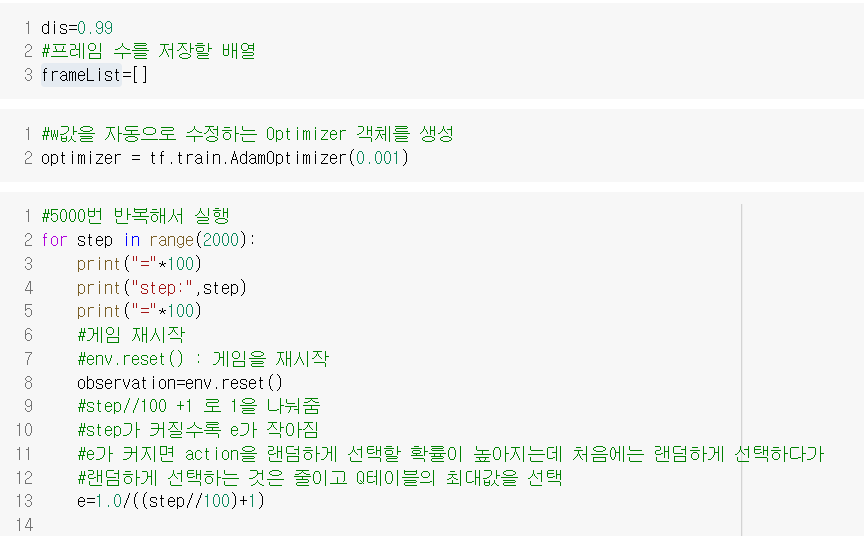 1 dis=0.99
2 #프레임 수를 저장할 배열
3 frameList=[]
1 #w값을 자동으로 수정하는 Optimizer 객체를 생성
2 optimizer = tf.train.AdamOptimizer(0.001)
1 #5000번 반복해서 실행
2 for step in range(2000):
3     print("="*100)
4     print("step:",step)
5     print("="*100)
6     #게임 재시작
7     #env.reset() : 게임을 재시작
8     observation=env.reset()
9     #step//100 +1 로 1을 나눠줌
10     #step가 커질수록 e가 작아짐
11     #e가 커지면 action을 랜덤하게 선택할 확률이 높아지는데 처음에는 랜덤하게 선택하다가
12     #랜덤하게 선택하는 것은 줄이고 Q테이블의 최대값을 선택
13     e=1.0/((step//100)+1)
14